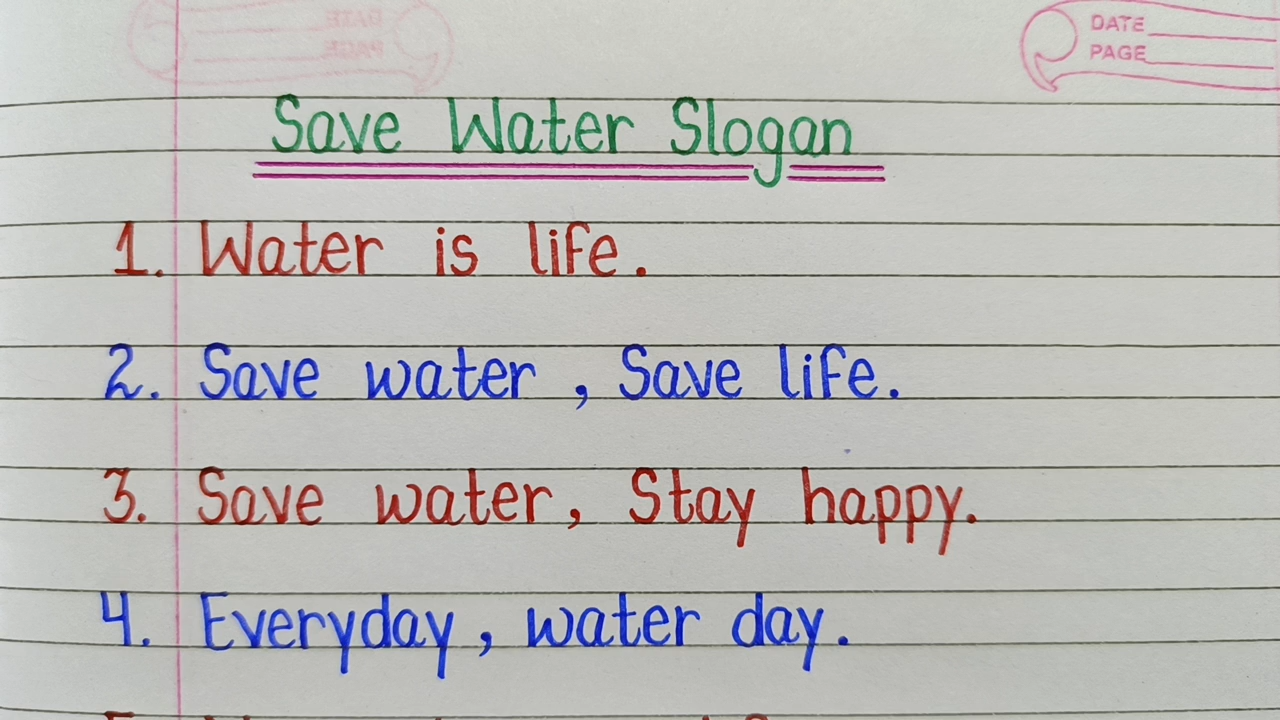 DATE
PAGE
Save Water Slogan
1. Water is life.
2. Save water , Save life.
3. Save water, Stay happy.
4. Everyday, water day.